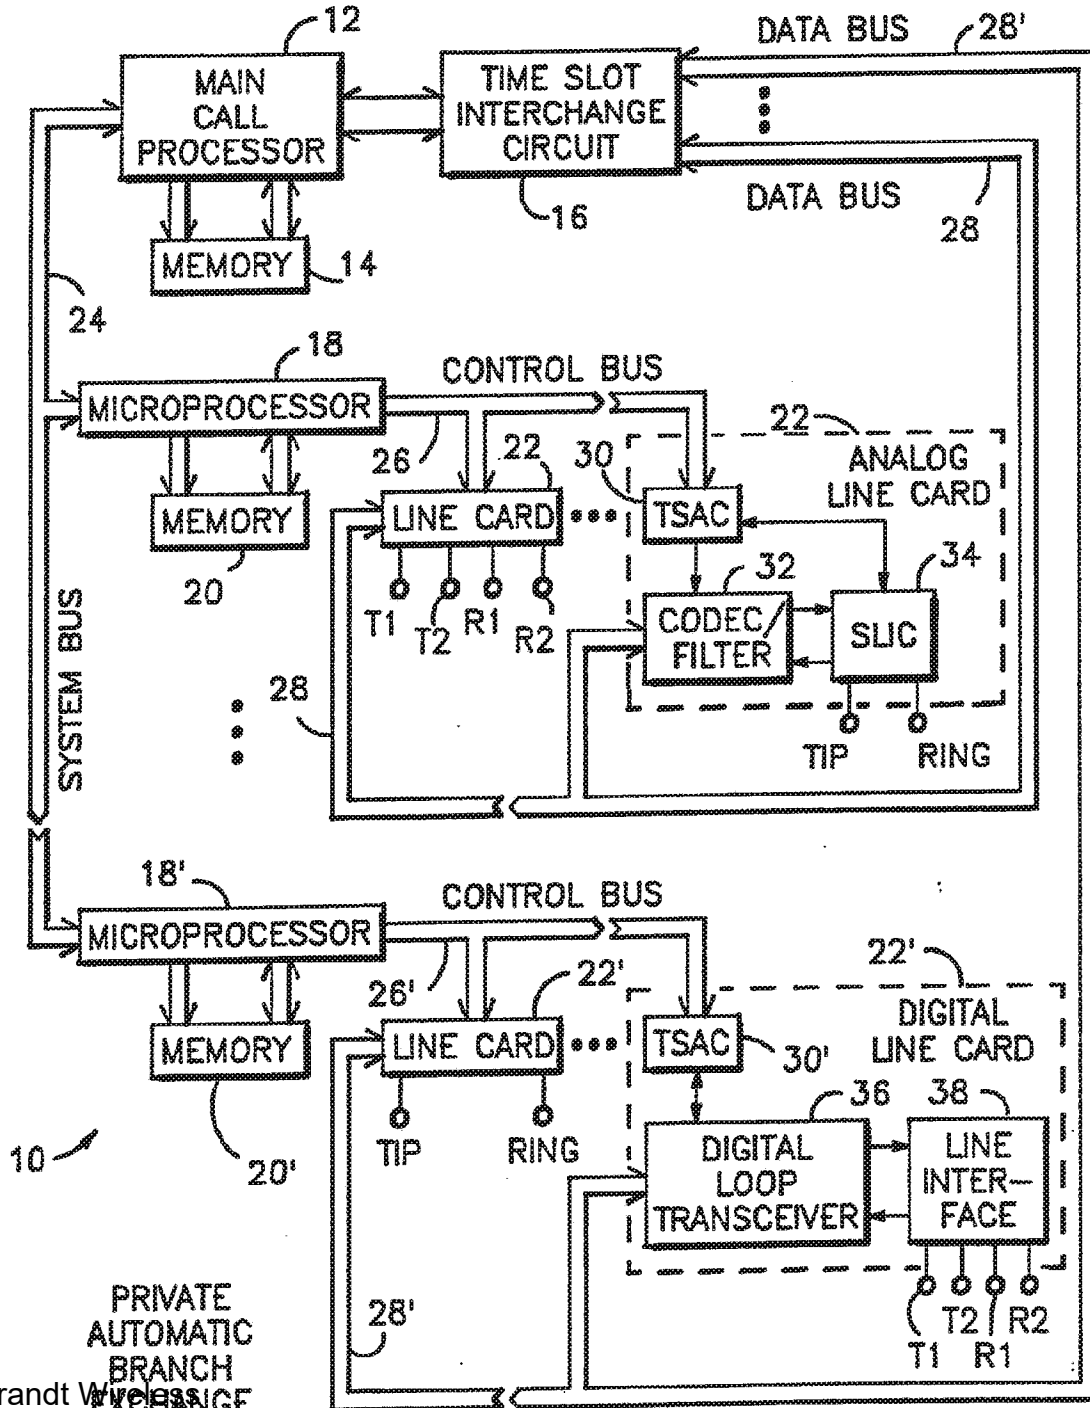 12
DATA BUS
28'
MAIN
CALL
PROCESSOR
TIME SLOT
INTERCHANGE
CIRCUIT
16
DATA BUS
28
MEMORY
14
24
18
CONTROL BUS
MICROPROCESSOR
26
22
30
22
ANALOG
LINE CARD
MEMORY
20
LINE CARD
TSAC
T1
T2
R1
R2
32
34
CODEC/
FILTER
SLIC
SYSTEM BUS
28
TIP
RING
18'
CONTROL BUS
MICROPROCESSOR
26'
22'
22'
DIGITAL
LINE CARD
MEMORY
LINE CARD
TSAC
30'
36
38
10
20'
TIP
RING
DIGITAL
LOOP
TRANSCEIVER
LINE
INTER-
FACE
28'
T1
T2
R1
R2
PRIVATE
AUTOMATIC
BRANCH
EXCHANGE
randt Wireless